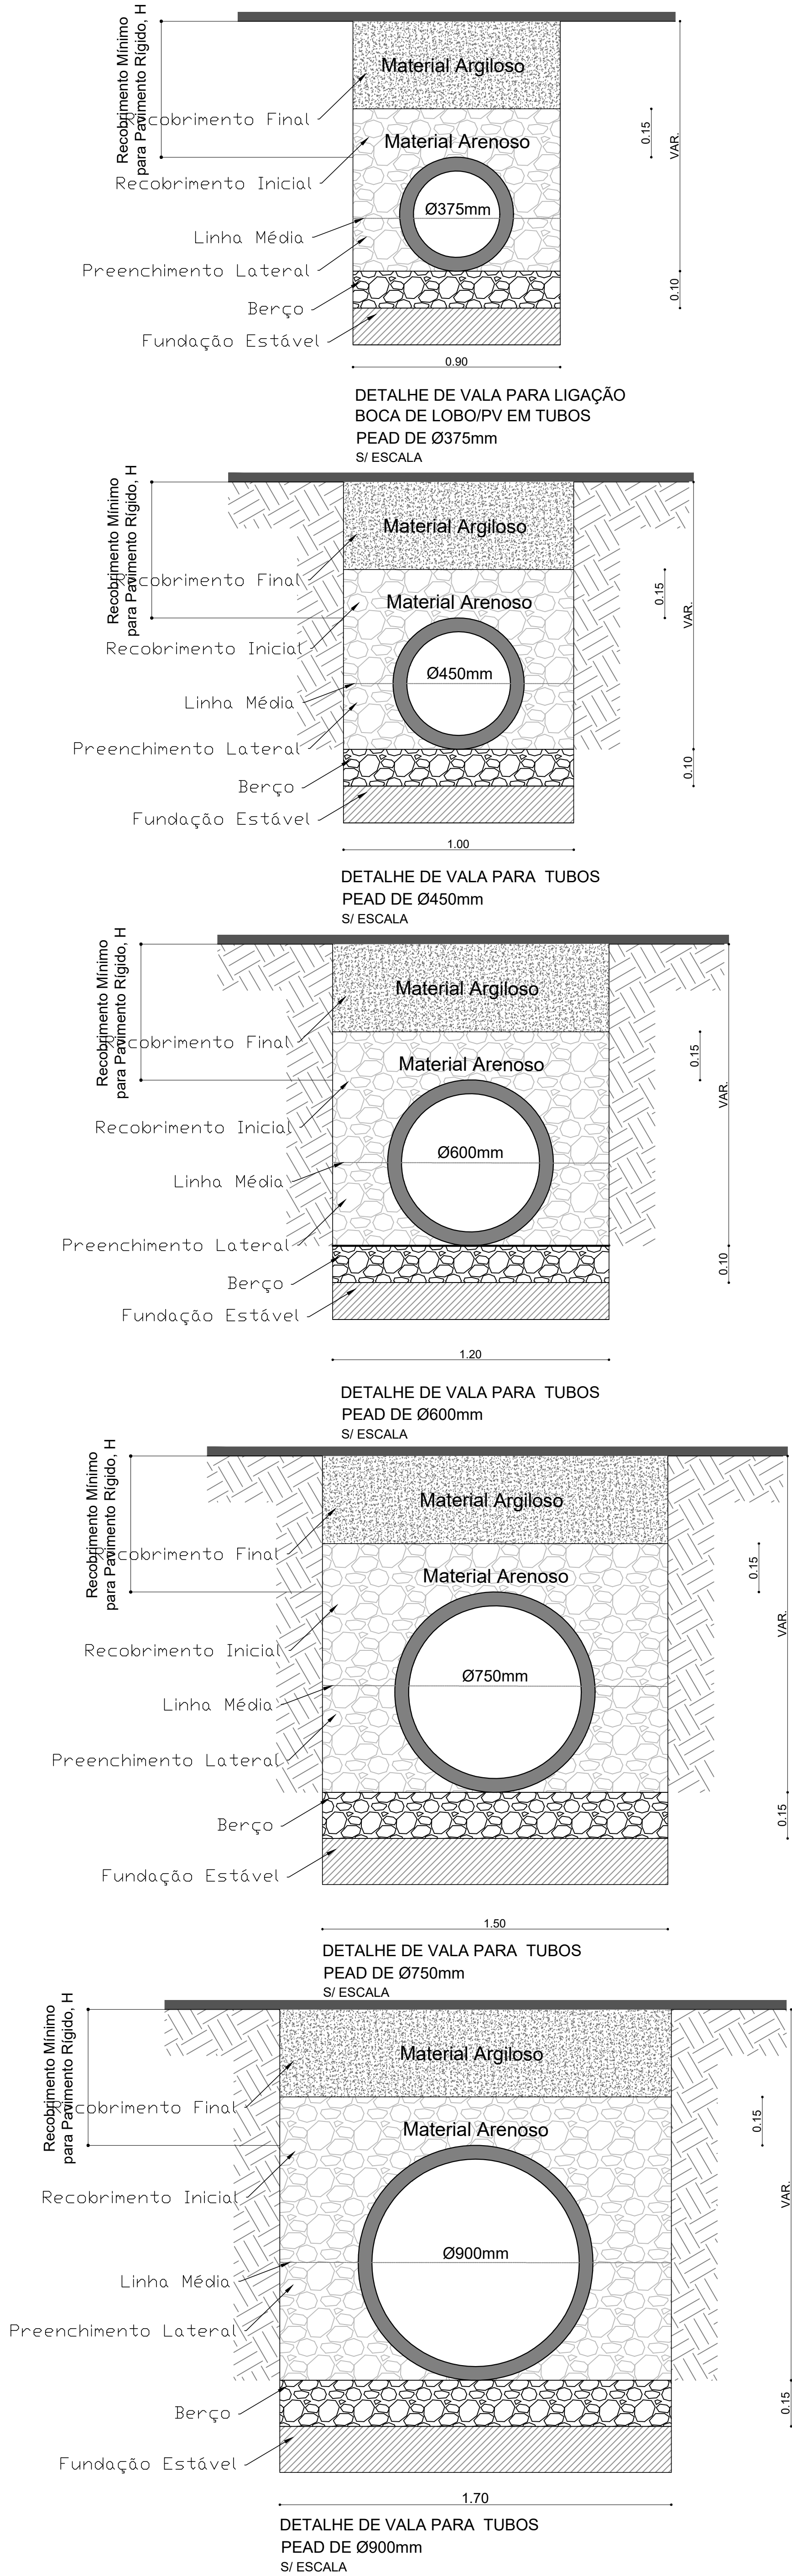 Recobrimento Mínimo
para Pavimento Rígido, H
Material Argiloso
Recobrimento Final
Material Arenoso
0.15
VAR.
Recobrimento Inicial
Ø375mm
Linha Média
Preenchimento Lateral
Berço
0.10
Fundação Estável
0.90
DETALHE DE VALA PARA LIGAÇÃO
BOCA DE LOBO/PV EM TUBOS
PEAD DE Ø375mm
S/ ESCALA
Recobrimento Mínimo
para Pavimento Rígido, H
Material Argiloso
Recobrimento Final
Material Arenoso
0.15
VAR.
Recobrimento Inicial
Ø450mm
Linha Média
Preenchimento Lateral
Berço
0.10
Fundação Estável
1.00
DETALHE DE VALA PARA TUBOS
PEAD DE Ø450mm
S/ ESCALA
Recobrimento Mínimo
para Pavimento Rígido, H
Material Argiloso
Recobrimento Final
Material Arenoso
0.15
VAR.
Recobrimento Inicial
Ø600mm
Linha Média
Preenchimento Lateral
Berço
0.10
Fundação Estável
1.20
DETALHE DE VALA PARA TUBOS
PEAD DE Ø600mm
S/ ESCALA
Recobrimento Mínimo
para Pavimento Rígido, H
Material Argiloso
Recobrimento Final
Material Arenoso
0.15
VAR.
Recobrimento Inicial
Ø750mm
Linha Média
Preenchimento Lateral
Berço
0.15
Fundação Estável
1.50
DETALHE DE VALA PARA TUBOS
PEAD DE Ø750mm
S/ ESCALA
Recobrimento Mínimo
para Pavimento Rígido, H
Material Argiloso
Recobrimento Final
Material Arenoso
0.15
VAR.
Recobrimento Inicial
Ø900mm
Linha Média
Preenchimento Lateral
Berço
0.15
Fundação Estável
1.70
DETALHE DE VALA PARA TUBOS
PEAD DE Ø900mm
S/ ESCALA